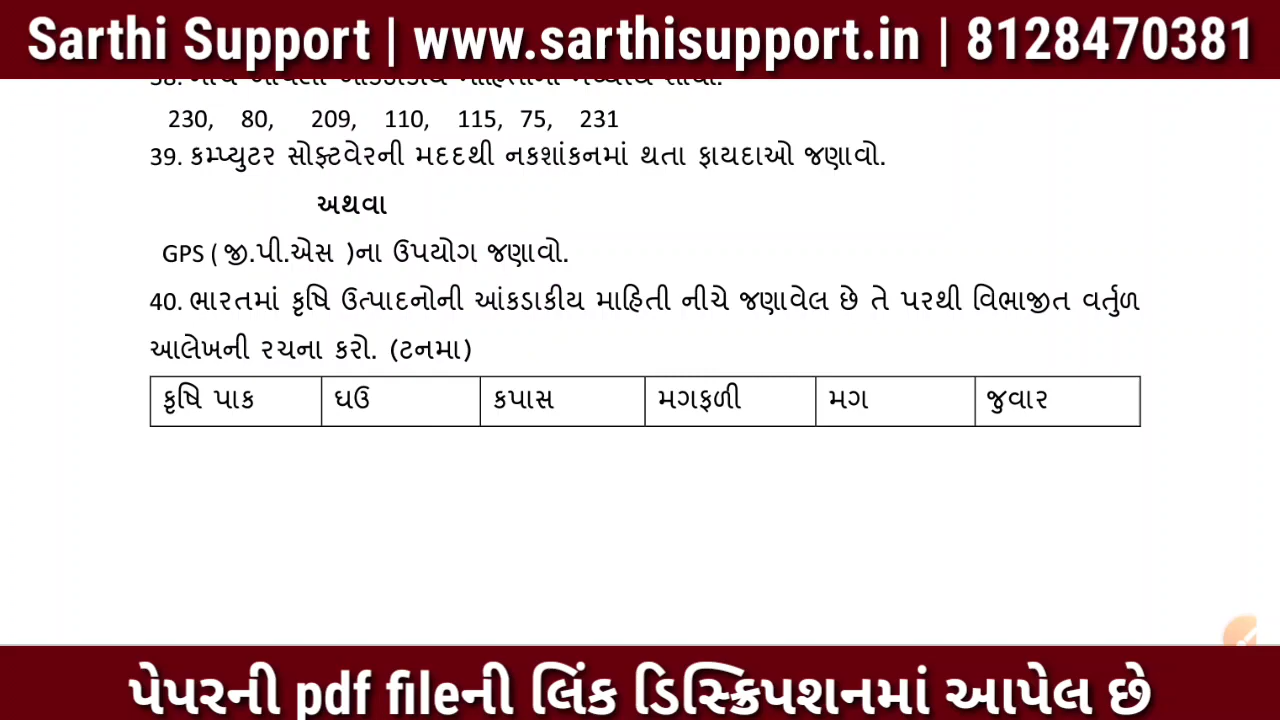 Sarthi Support | www.sarthisupport.in | 8128470381
38.
230, 80, 209, 110, 115, 75, 231
39. કમ્પ્યુટર સોફ્ટવેરની મદદથી નકશાંકનમાં થતા ફાયદાઓ જણાવો.
અથવા
GPS ( જી.પી.એસ )ના ઉપયોગ જણાવો.
40. ભારતમાં કૃષિ ઉત્પાદનોની આંકડાકીય માહિતી નીચે જણાવેલ છે તે પરથી વિભાજીત વર્તુળ
આલેખની રચના કરો. (ટનમા)
કૃષિ પાક ઘઉ કપાસ મગફળી મગ જુવાર
પેપરની pdf fileની લિંક ડિસ્ક્રિપશનમાં આપેલ છે